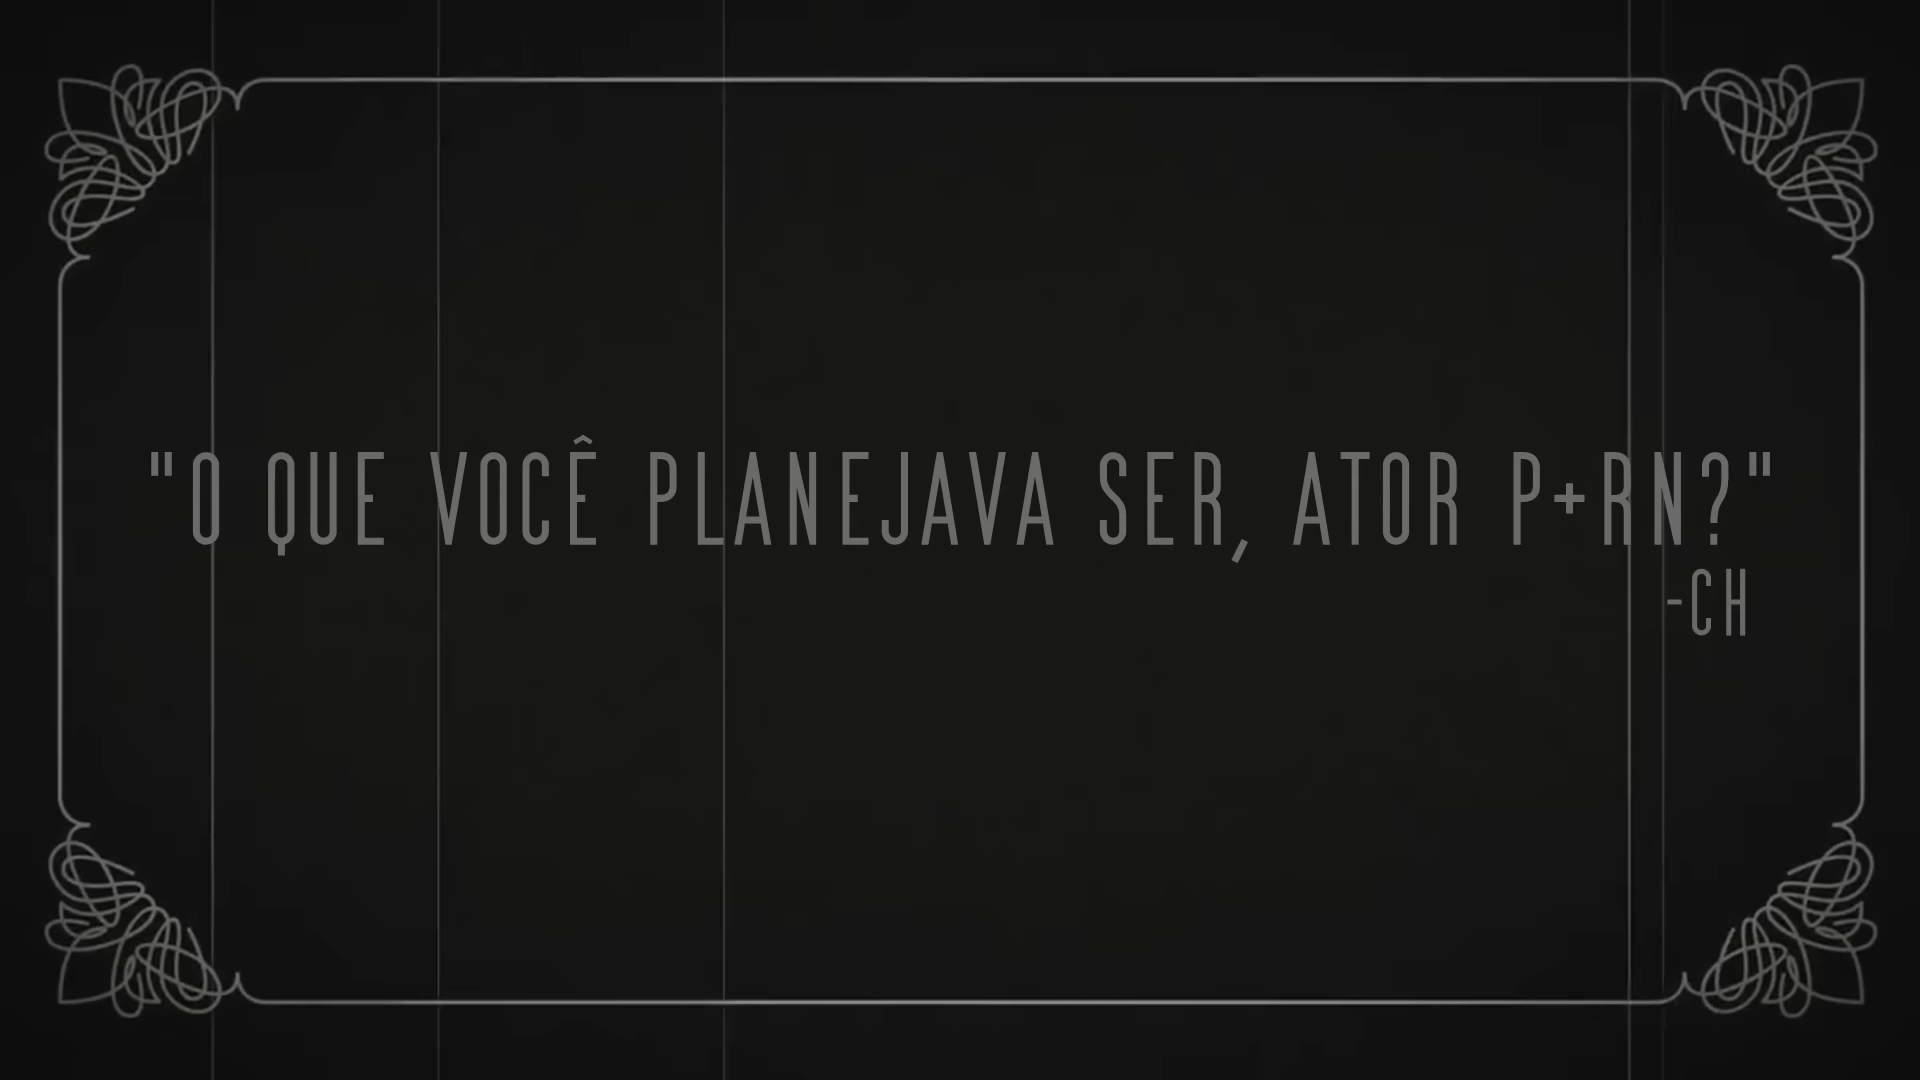 "O QUE VOCÊ PLANEJAVA SER, ATOR P+RN?"
-CH